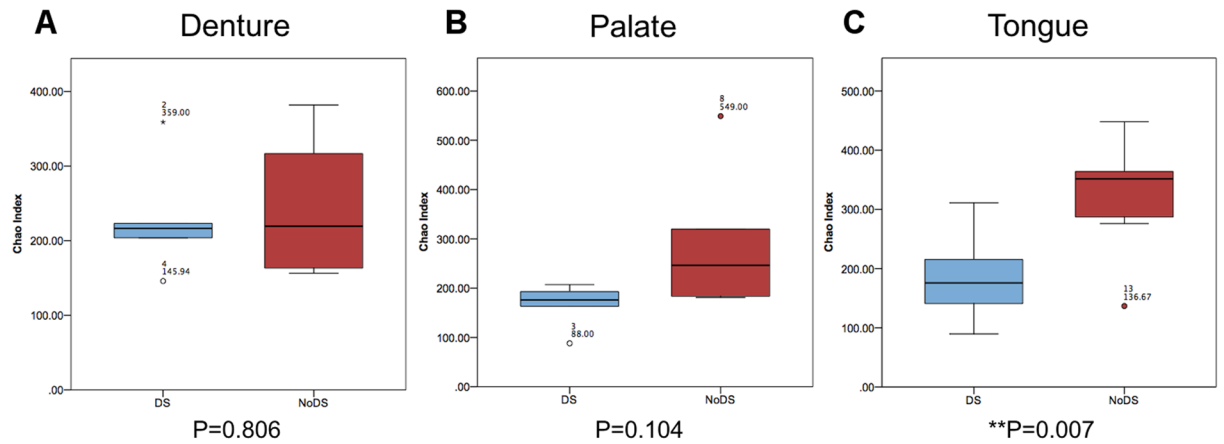 A Denture
400.00
300.00
200.00
100.00
.00
Chao Index
2
359.00
4
145.94
DS NoDS
P=0.806
B Palate
600.00
500.00
400.00
300.00
200.00
100.00
.00
Chao Index
8
549.00
3
88.00
DS NoDS
P=0.104
C Tongue
500.00
400.00
300.00
200.00
100.00
.00
Chao Index
13
136.67
DS NoDS
**P=0.007